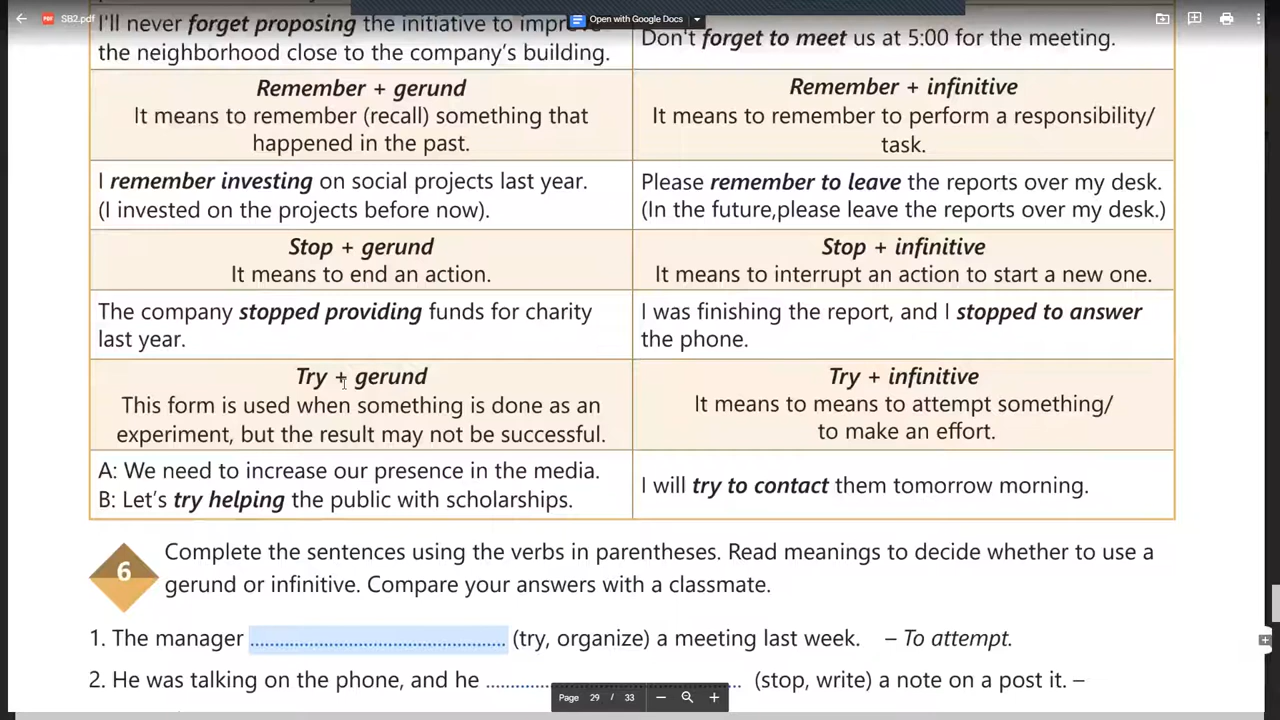 SB2.pdf
Open with Google Docs
I'll never forget proposing the initiative to improve
the neighborhood close to the company's building.
Don't forget to meet us at 5:00 for the meeting.
Remember + gerund
It means to remember (recall) something that
happened in the past.
Remember + infinitive
It means to remember to perform a responsibility/
task.
I remember investing on social projects last year.
(I invested on the projects before now).
Please remember to leave the reports over my desk.
(In the future,please leave the reports over my desk.)
Stop + gerund
It means to end an action.
Stop + infinitive
It means to interrupt an action to start a new one.
The company stopped providing funds for charity
last year.
I was finishing the report, and I stopped to answer
the phone.
Try + gerund
This form is used when something is done as an
experiment, but the result may not be successful.
Try + infinitive
It means to means to attempt something/
to make an effort.
A: We need to increase our presence in the media.
B: Let's try helping the public with scholarships.
I will try to contact them tomorrow morning.
6
Complete the sentences using the verbs in parentheses. Read meanings to decide whether to use a
gerund or infinitive. Compare your answers with a classmate.
1. The manager .................................................... (try, organize) a meeting last week. – To attempt.
2. He was talking on the phone, and he .................................................... (stop, write) a note on a post it. –
Page 29 / 33